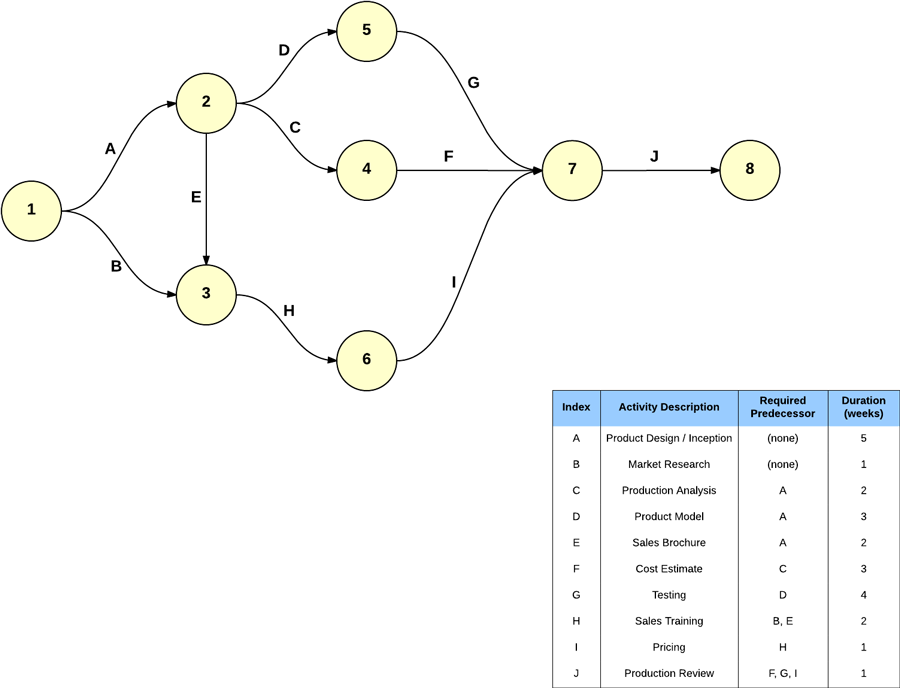 5
D
G
2
C
A
4
F
7
J
8
E
1
B
3
H
I
6
Index Activity Description Required Predecessor Duration (weeks)
A Product Design / Inception (none) 5
B Market Research (none) 1
C Production Analysis A 2
D Product Model A 3
E Sales Brochure A 2
F Cost Estimate C 3
G Testing D 4
H Sales Training B, E 2
I Pricing H 1
J Production Review F, G, I 1